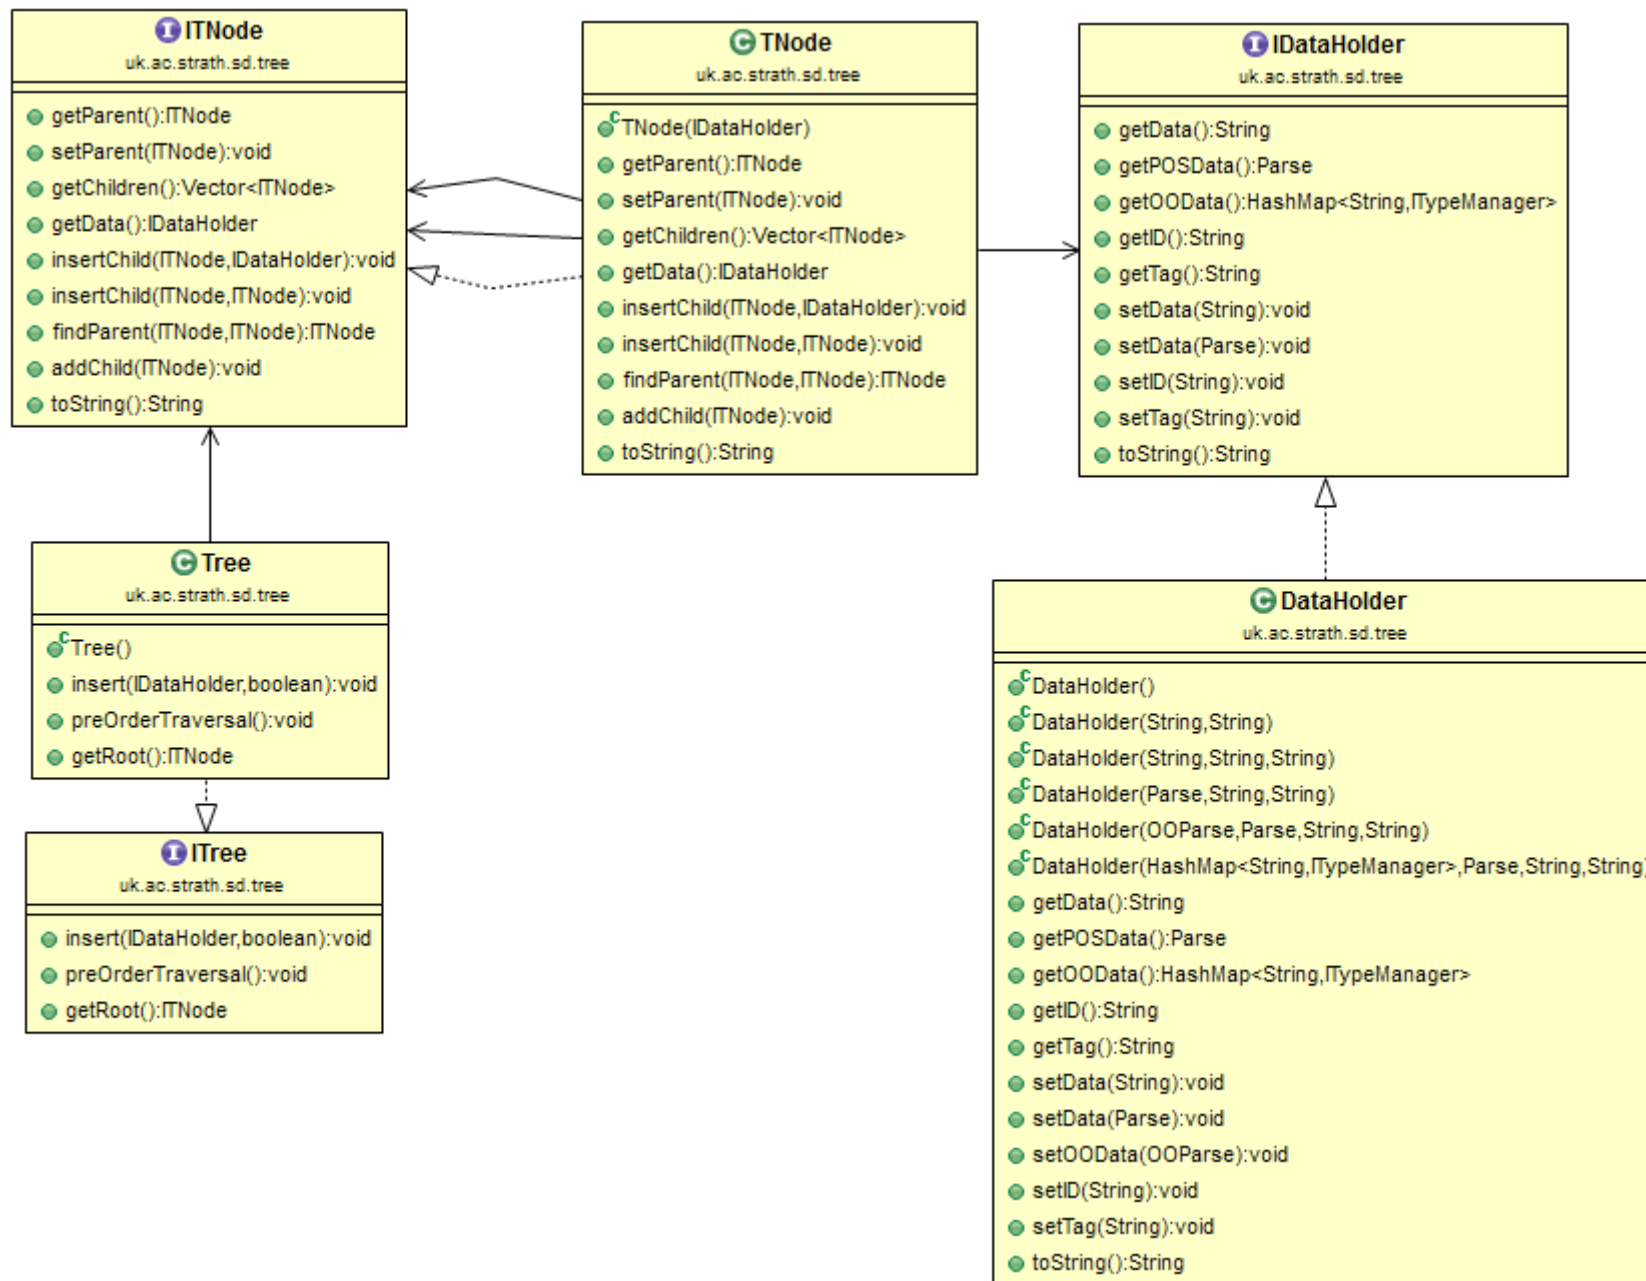 ITNode
uk.ac.strath.sd.tree
getParent():ITNode
setParent(ITNode):void
getChildren():Vector<ITNode>
getData():IDataHolder
insertChild(ITNode,IDataHolder):void
insertChild(ITNode,ITNode):void
findParent(ITNode,ITNode):ITNode
addChild(ITNode):void
toString():String
TNode
uk.ac.strath.sd.tree
TNode(IDataHolder)
getParent():ITNode
setParent(ITNode):void
getChildren():Vector<ITNode>
getData():IDataHolder
insertChild(ITNode,IDataHolder):void
insertChild(ITNode,ITNode):void
findParent(ITNode,ITNode):ITNode
addChild(ITNode):void
toString():String
IDataHolder
uk.ac.strath.sd.tree
getData():String
getPOSData():Parse
getOOData():HashMap<String,ITypeManager>
getID():String
getTag():String
setData(String):void
setData(Parse):void
setID(String):void
setTag(String):void
toString():String
Tree
uk.ac.strath.sd.tree
Tree()
insert(IDataHolder,boolean):void
preOrderTraversal():void
getRoot():ITNode
ITree
uk.ac.strath.sd.tree
insert(IDataHolder,boolean):void
preOrderTraversal():void
getRoot():ITNode
DataHolder
uk.ac.strath.sd.tree
DataHolder()
DataHolder(String,String)
DataHolder(String,String,String)
DataHolder(Parse,String,String)
DataHolder(OOParse,Parse,String,String)
DataHolder(HashMap<String,ITypeManager>,Parse,String,String)
getData():String
getPOSData():Parse
getOOData():HashMap<String,ITypeManager>
getID():String
getTag():String
setData(String):void
setData(Parse):void
setOOData(OOParse):void
setID(String):void
setTag(String):void
toString():String